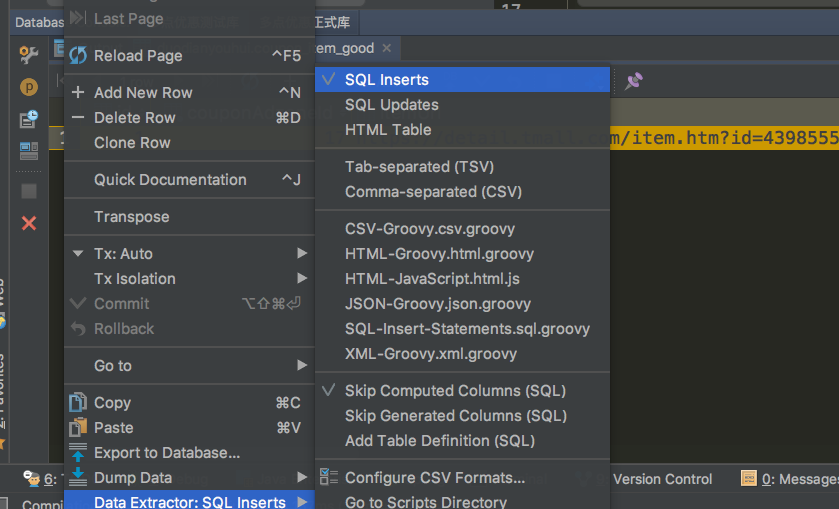 Last Page
17
Databas
正式库
Reload Page ^F5
em_good
Add New Row ^N
Delete Row ⌘D
Clone Row
Quick Documentation ^J
Transpose
Tx: Auto
Tx Isolation
Commit ⌥⇧⌘⏎
Rollback
Go to
Copy ⌘C
Paste ⌘V
Export to Database...
Dump Data
Data Extractor: SQL Inserts
SQL Inserts
SQL Updates
HTML Table
Tab-separated (TSV)
Comma-separated (CSV)
CSV-Groovy.csv.groovy
HTML-Groovy.html.groovy
HTML-JavaScript.html.js
JSON-Groovy.json.groovy
SQL-Insert-Statements.sql.groovy
XML-Groovy.xml.groovy
Skip Computed Columns (SQL)
Skip Generated Columns (SQL)
Add Table Definition (SQL)
Configure CSV Formats...
Go to Scripts Directory
1
m/item.htm?id=4398555
6: T
Version Control
0: Messages
Compi